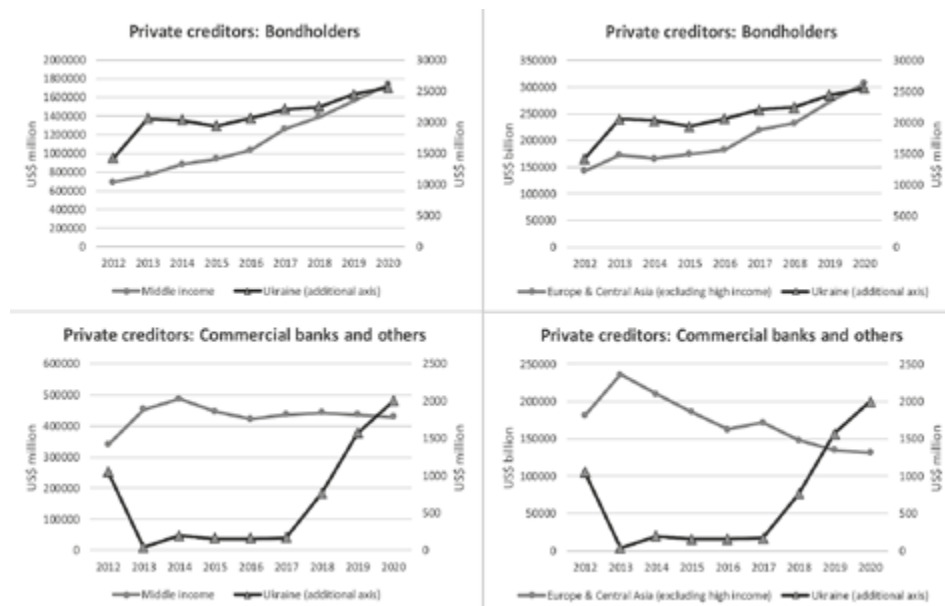 Private creditors: Bondholders
US$ million
2000000
1800000
1600000
1400000
1200000
1000000
800000
600000
400000
200000
0
30000
25000
20000
15000
10000
5000
0
US$ million
2012 2013 2014 2015 2016 2017 2018 2019 2020
Middle income Ukraine (additional axis)
Private creditors: Bondholders
US$ billion
350000
300000
250000
200000
150000
100000
50000
0
30000
25000
20000
15000
10000
5000
0
US$ million
2012 2013 2014 2015 2016 2017 2018 2019 2020
Europe & Central Asia (excluding high income) Ukraine (additional axis)
Private creditors: Commercial banks and others
US$ million
600000
500000
400000
300000
200000
100000
0
2500
2000
1500
1000
500
0
US$ million
2012 2013 2014 2015 2016 2017 2018 2019 2020
Middle income Ukraine (additional axis)
Private creditors: Commercial banks and others
US$ billion
250000
200000
150000
100000
50000
0
2500
2000
1500
1000
500
0
US$ million
2012 2013 2014 2015 2016 2017 2018 2019 2020
Europe & Central Asia (excluding high income) Ukraine (additional axis)